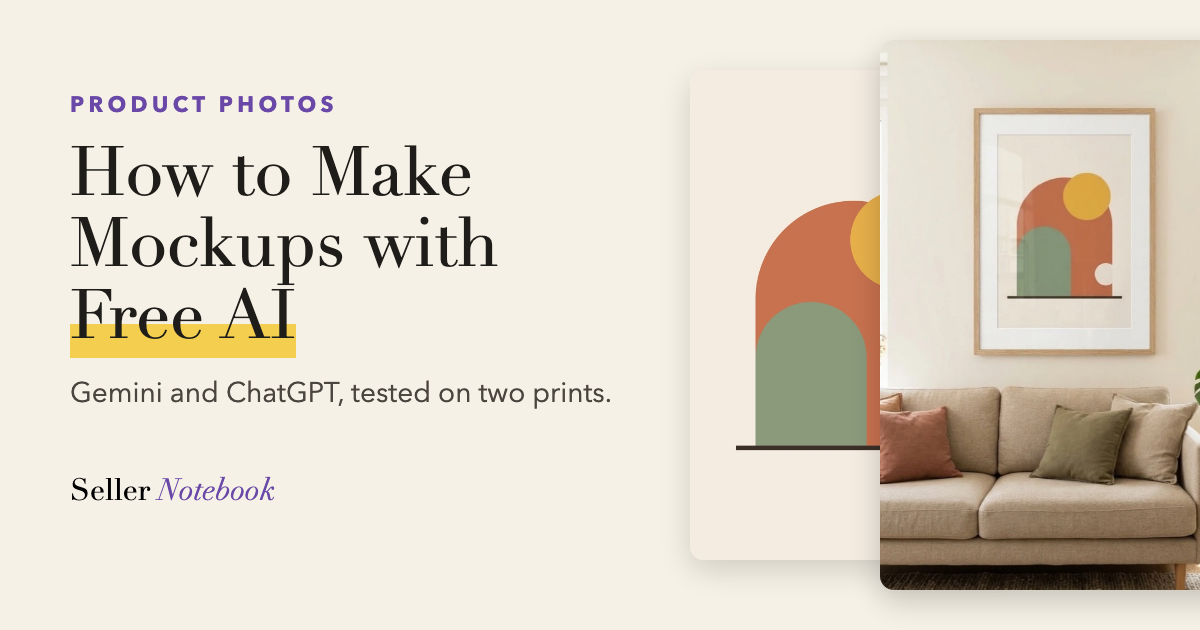 PRODUCT PHOTOS
How to Make
Mockups with
Free AI
Gemini and ChatGPT, tested on two prints.
Seller Notebook